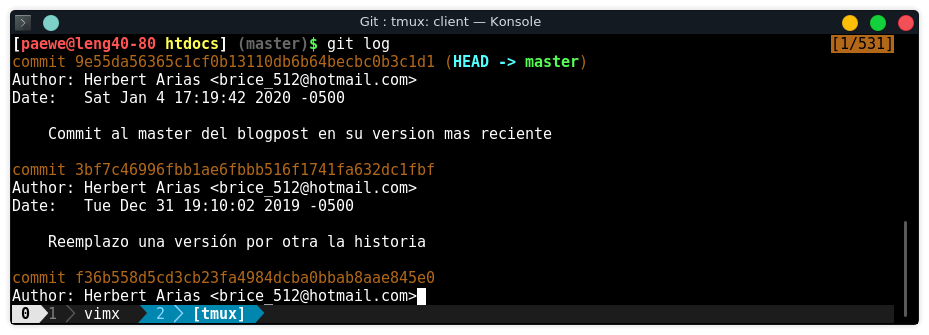 Git : tmux: client — Konsole
[paewe@leng40-80 htdocs] (master)$ git log [1/531]
commit 9e55da56365c1cf0b13110db6b64becbc0b3c1d1 (HEAD -> master)
Author: Herbert Arias <brice_512@hotmail.com>
Date:   Sat Jan 4 17:19:42 2020 -0500
Commit al master del blogpost en su version mas reciente
commit 3bf7c46996fbb1ae6fbbb516f1741fa632dc1fbf
Author: Herbert Arias <brice_512@hotmail.com>
Date:   Tue Dec 31 19:10:02 2019 -0500
Reemplazo una versión por otra la historia
commit f36b558d5cd3cb23fa4984dcba0bbab8aae845e0
Author: Herbert Arias <brice_512@hotmail.com>
0 1 vimx 2 [tmux]